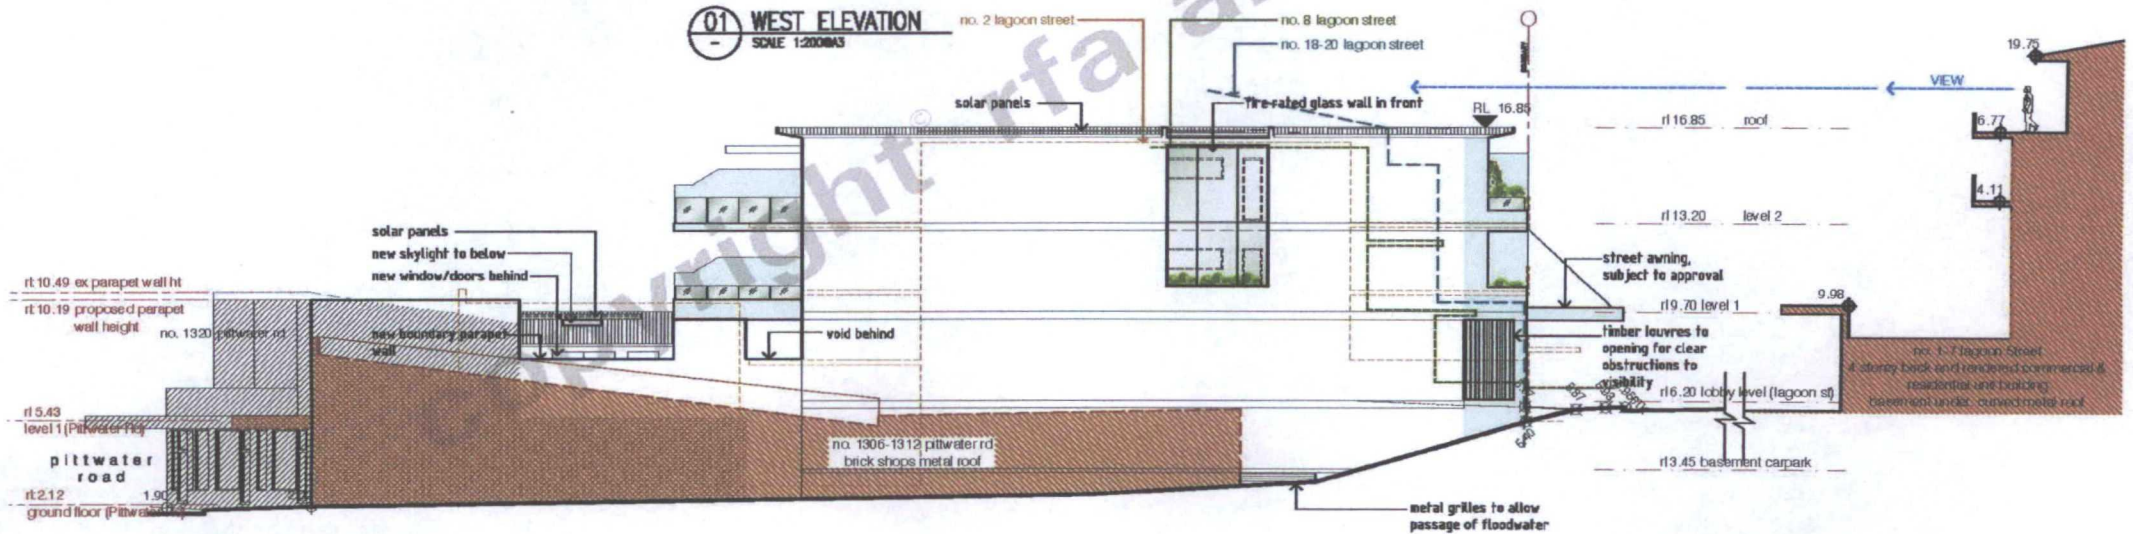 01 WEST ELEVATION
-
SCALE 1:200@A3
no. 2 lagoon street
no. 8 lagoon street
no. 18-20 lagoon street
19.75
VIEW
solar panels
fire-rated glass wall in front
RL 16.85
rl 16.85 roof
6.77
4.11
solar panels
new skylight to below
new window/doors behind
rl 13.20 level 2
street awning,
subject to approval
rl: 10.49 ex parapet wall ht
rl: 10.19 proposed parapet
wall height
no. 1320 pittwater rd
new boundary parapet
wall
void behind
9.98
rl 9.70 level 1
timber louvres to
opening for clear
obstructions to
visibility
no. 1-7 lagoon Street
4 storey brick and rendered commercial &
residential unit building
basement under, curved metal roof
rl 6.20 lobby level (lagoon st)
rl 5.43
level 1 (Pittwater Rd)
pittwater
road
no. 1306-1312 pittwater rd
brick shops metal roof
rl 3.45 basement carpark
rl: 2.12
ground floor (Pittwater
1.90
metal grilles to allow
passage of floodwater
copyright © rfa